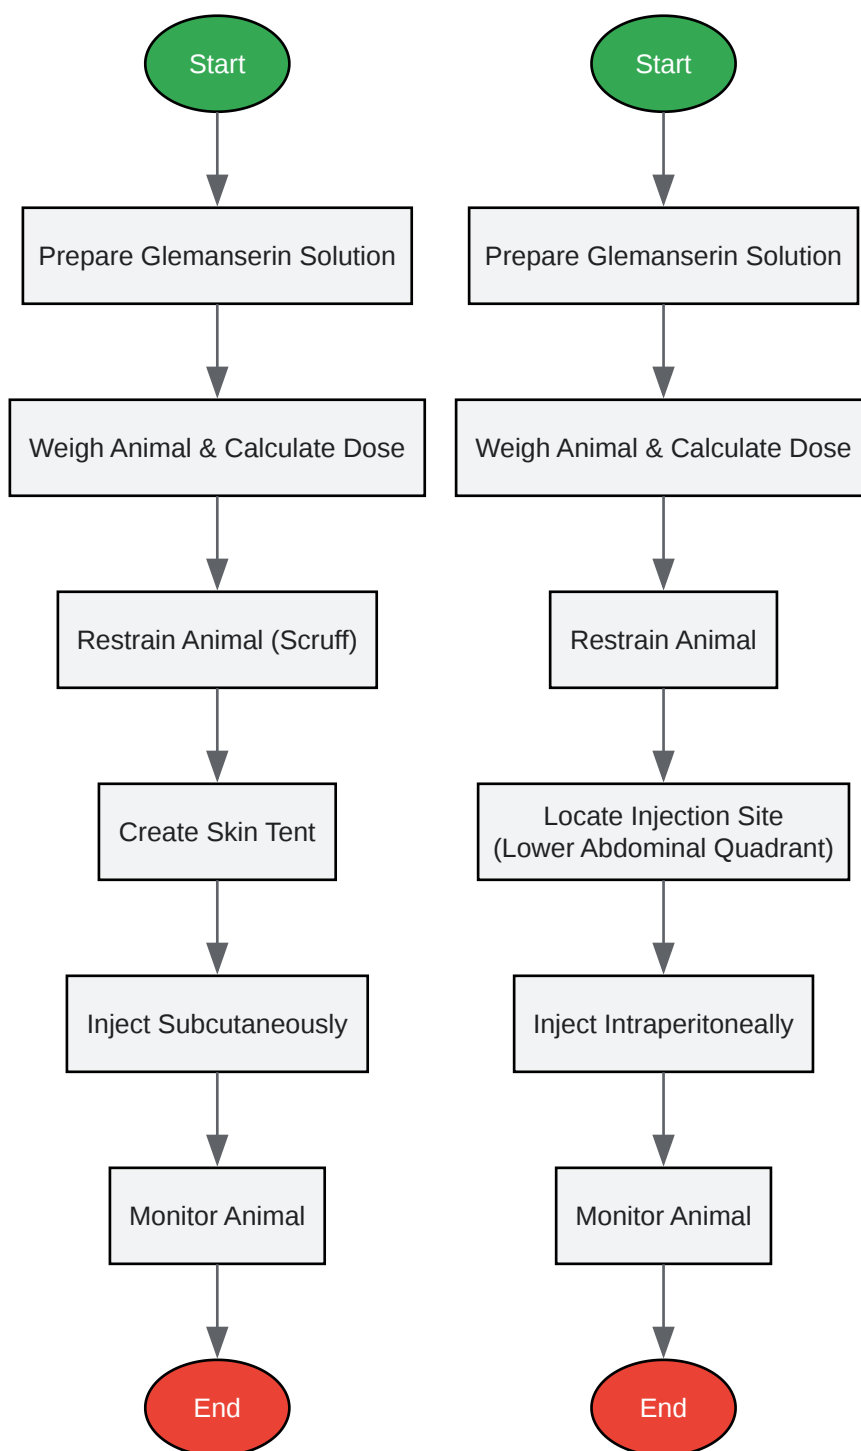 Start
Prepare Glemanserin Solution
Weigh Animal & Calculate Dose
Restrain Animal (Scruff)
Create Skin Tent
Inject Subcutaneously
Monitor Animal
End
Start
Prepare Glemanserin Solution
Weigh Animal & Calculate Dose
Restrain Animal
Locate Injection Site
(Lower Abdominal Quadrant)
Inject Intraperitoneally
Monitor Animal
End